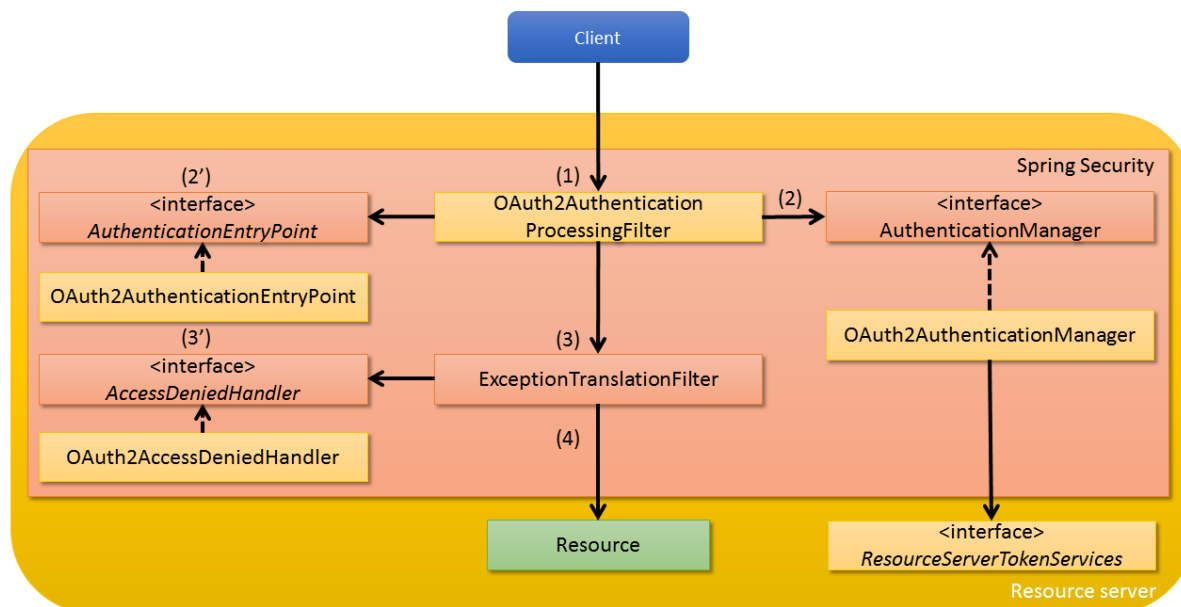 Client
Spring Security
(2’)
<interface>
AuthenticationEntryPoint
OAuth2AuthenticationEntryPoint
(1)
OAuth2Authentication
ProcessingFilter
(2)
<interface>
AuthenticationManager
OAuth2AuthenticationManager
(3’)
<interface>
AccessDeniedHandler
OAuth2AccessDeniedHandler
(3)
ExceptionTranslationFilter
(4)
Resource
<interface>
ResourceServerTokenServices
Resource server